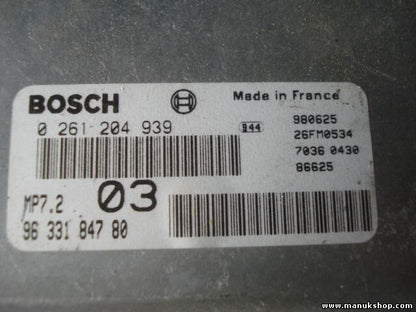 BOSCH
Made in France
0 261 204 939
844
980625
26FM0534
7036 0430
86625
MP7.2
03
96 331 847 80
www.manukshop.com